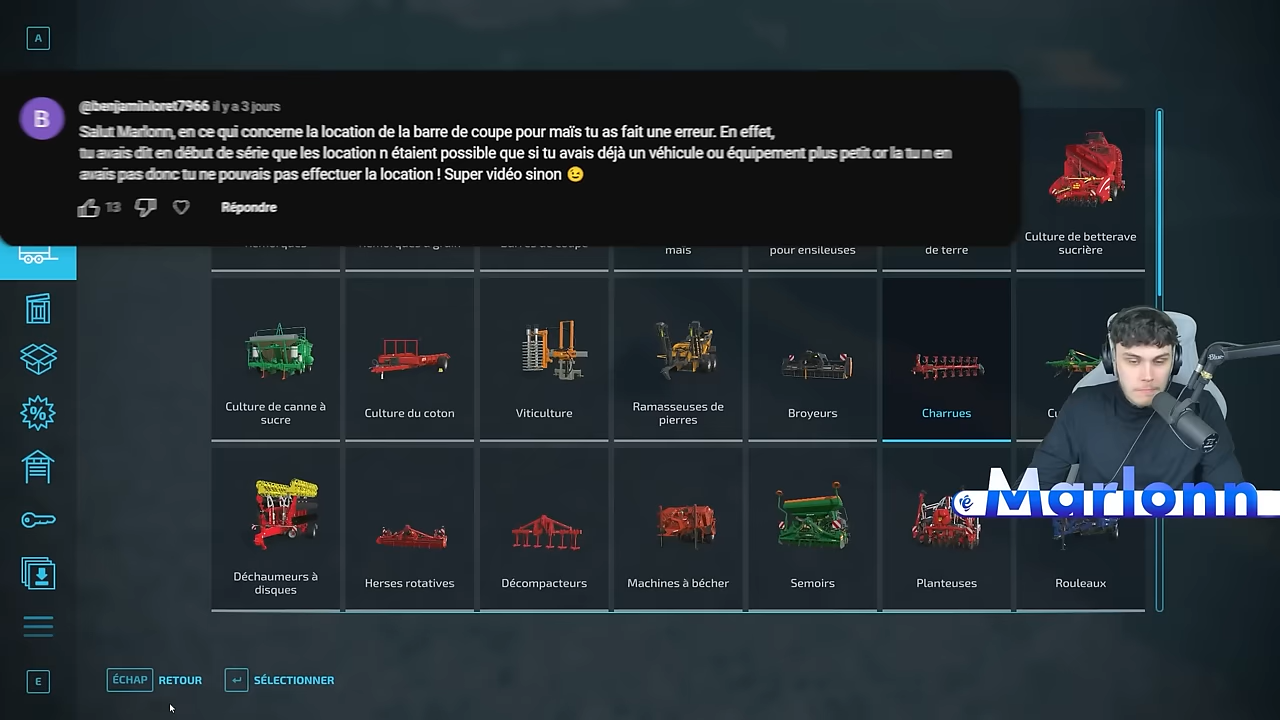 A
B
@benjaminloret7966 il y a 3 jours
Salut Marlonn, en ce qui concerne la location de la barre de coupe pour maïs tu as fait une erreur. En effet,
tu avais dit en début de série que les location n étaient possible que si tu avais déjà un véhicule ou équipement plus petit or la tu n en
avais pas donc tu ne pouvais pas effectuer la location ! Super vidéo sinon 😉
13 Répondre
maïs
pour ensileuses
de terre
Culture de betterave
sucrière
Culture de canne à
sucre
Culture du coton
Viticulture
Ramasseuses de
pierres
Broyeurs
Charrues
Blue
é Marlonn
Déchaumeurs à
disques
Herses rotatives
Décompacteurs
Machines à bêcher
Semoirs
Planteuses
Rouleaux
E
ÉCHAP RETOUR
SÉLECTIONNER